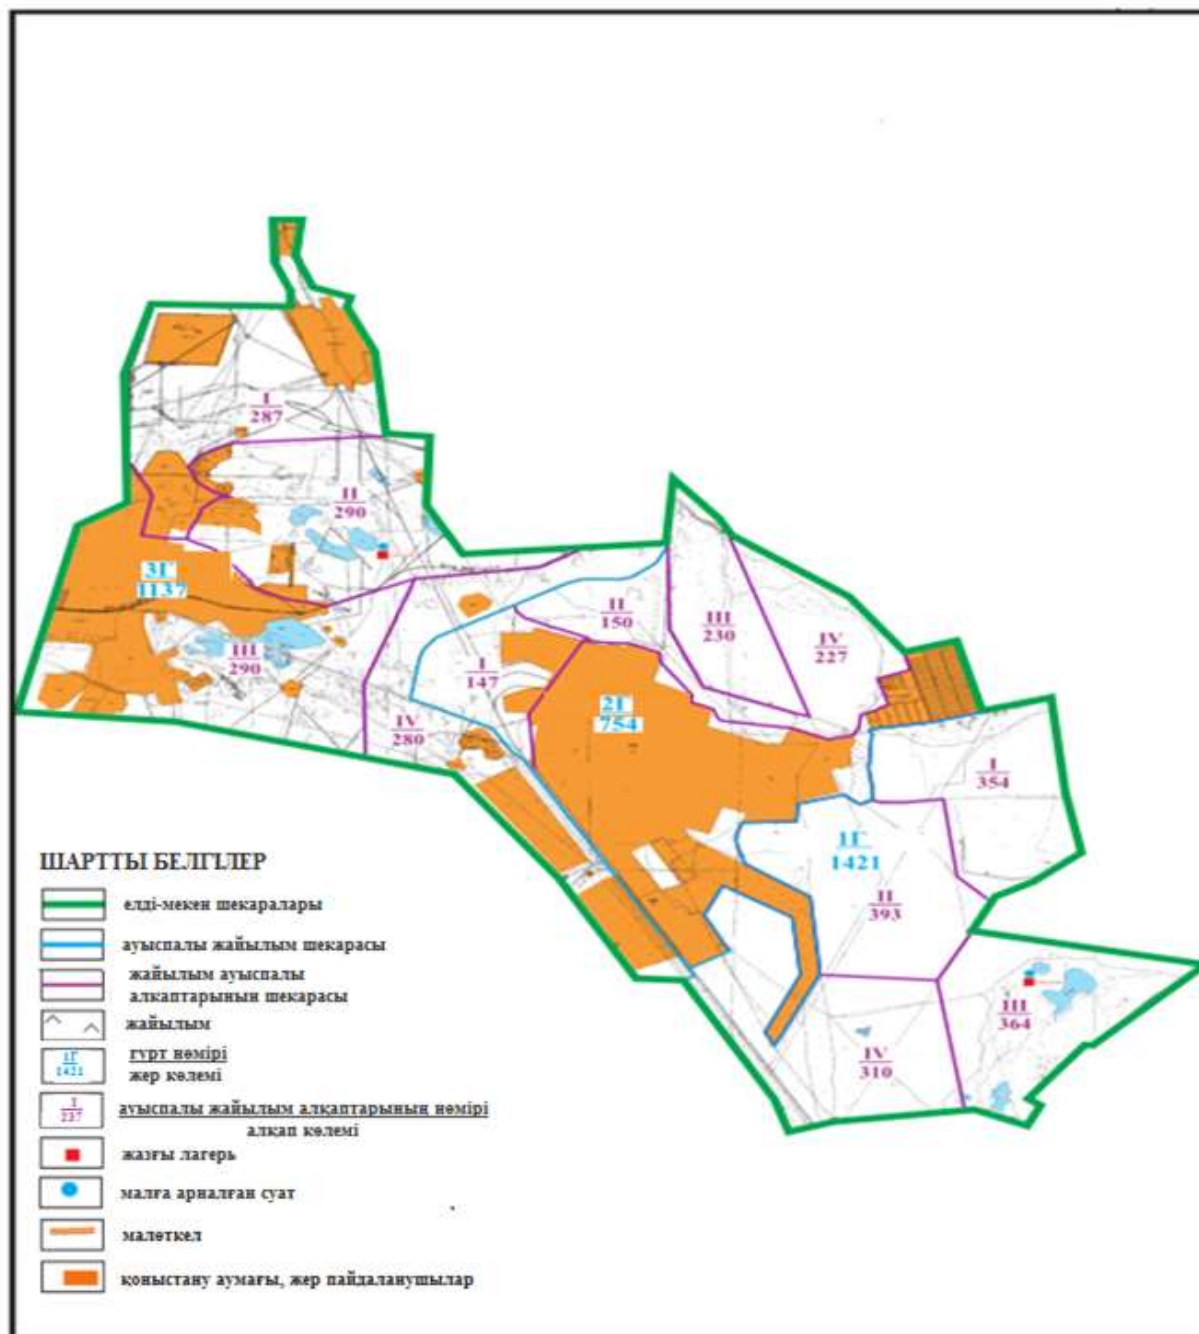 I
287
II
290
3Г
1137
III
290
IV
280
I
147
II
150
III
230
IV
227
2Г
754
I
354
1Г
1421
II
393
III
364
IV
310
ШАРТТЫ БЕЛГІЛЕР
елді-мекен шекаралары
ауыспалы жайылым шекарасы
жайылым ауыспалы
алкаптарының шекарасы
жайылым
1Г
1421
гурт нөмірі
жер көлемі
I
237
ауыспалы жайылым алқаптарының нөмірі
алқап көлемі
жазғы лагерь
малға арналған суат
малөткел
қоныстану аумағы, жер пайдаланушылар